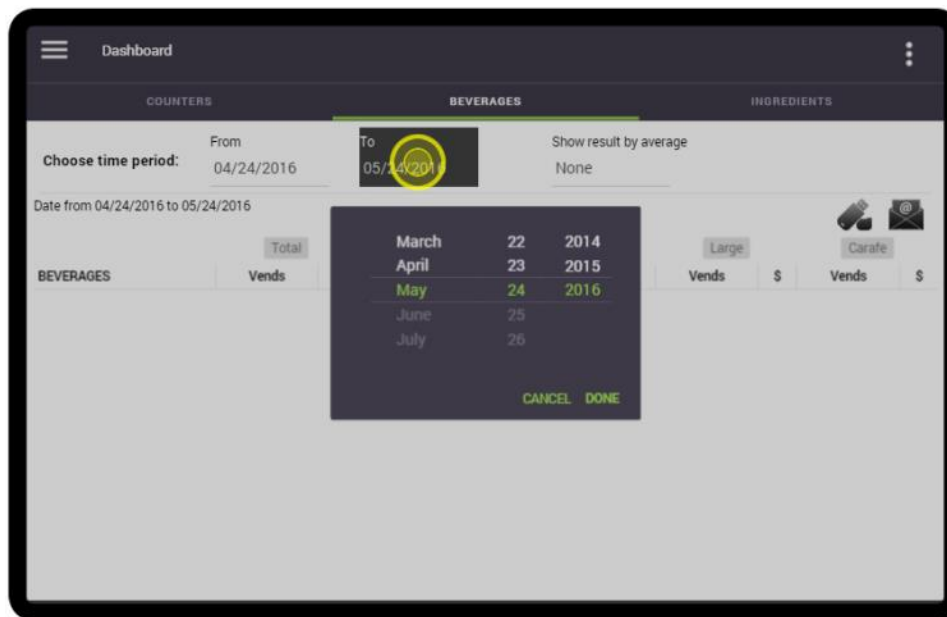 Dashboard
COUNTERS BEVERAGES INGREDIENTS
Choose time period:
From
04/24/2016
To
05/24/2016
Show result by average
None
Date from 04/24/2016 to 05/24/2016
Total Large Carafe
BEVERAGES Vends Vends $ Vends $
March 22 2014
April 23 2015
May 24 2016
June 25
July 26
CANCEL DONE